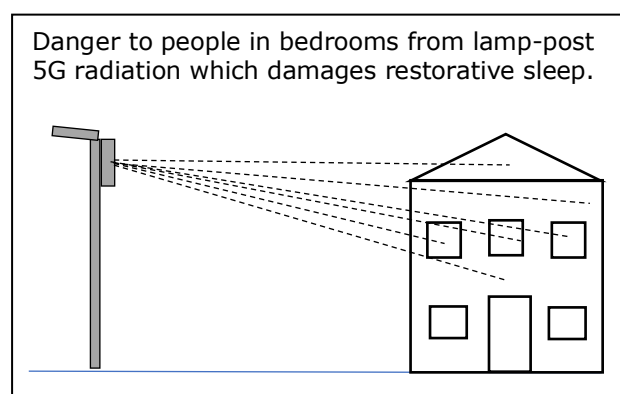 Danger to people in bedrooms from lamp-post
5G radiation which damages restorative sleep.